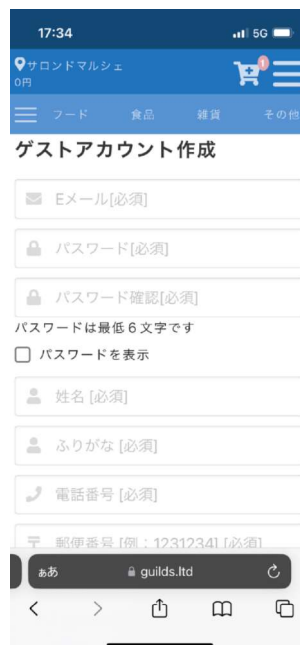 17:34
5G
サロンドマルシェ
0円
1
フード 食品 雑貨 その他
ゲストアカウント作成
Eメール[必須]
パスワード[必須]
パスワード確認[必須]
パスワードは最低6文字です
パスワードを表示
姓名 [必須]
ふりがな [必須]
電話番号 [必須]
〒 郵便番号 [例：1231234] [必須]
ぁあ guilds.ltd